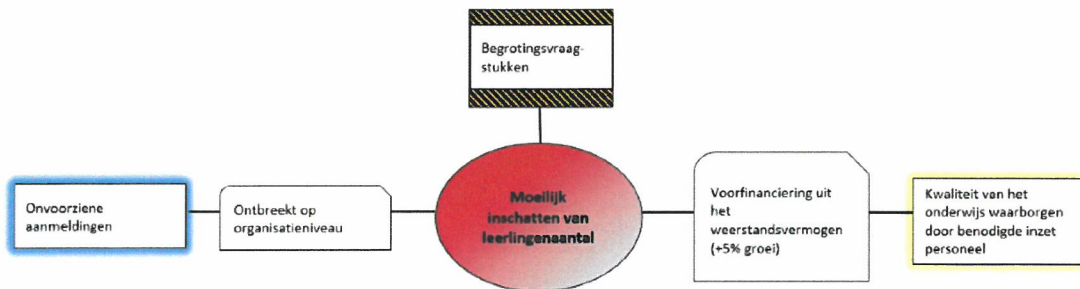 Begrotingsvraag-
stukken
Onvoorziene
aanmeldingen
Ontbreekt op
organisatieniveau
Moeilijk
inschatten van
leerlingenaantal
Voorfinanciering uit
het
weerstandsvermogen
(+5% groei)
Kwaliteit van het
onderwijs waarborgen
door benodigde inzet
personeel